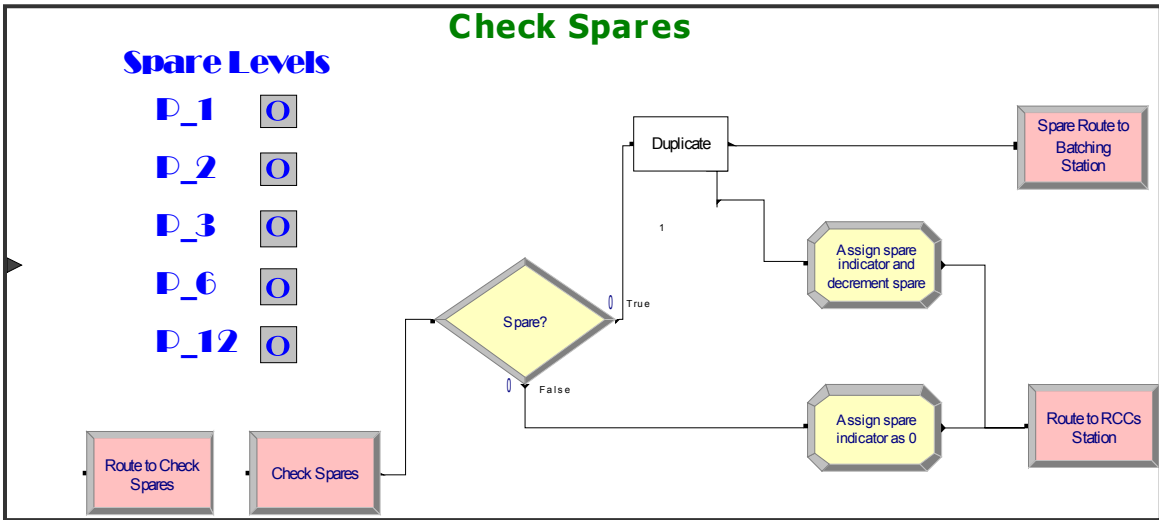 Check Spares
Spare Levels
P_1 0
P_2 0
P_3 0
P_6 0
P_12 0
Route to Check
Spares
Check Spares
Spare?
0 True
0 False
Duplicate
1
Spare Route to
Batching
Station
Assign spare
indicator and
decrement spare
Assign spare
indicator as 0
Route to RCCs
Station